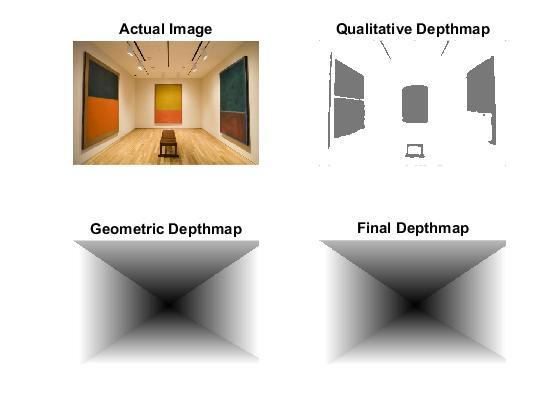 Actual Image
Qualitative Depthmap
Geometric Depthmap
Final Depthmap